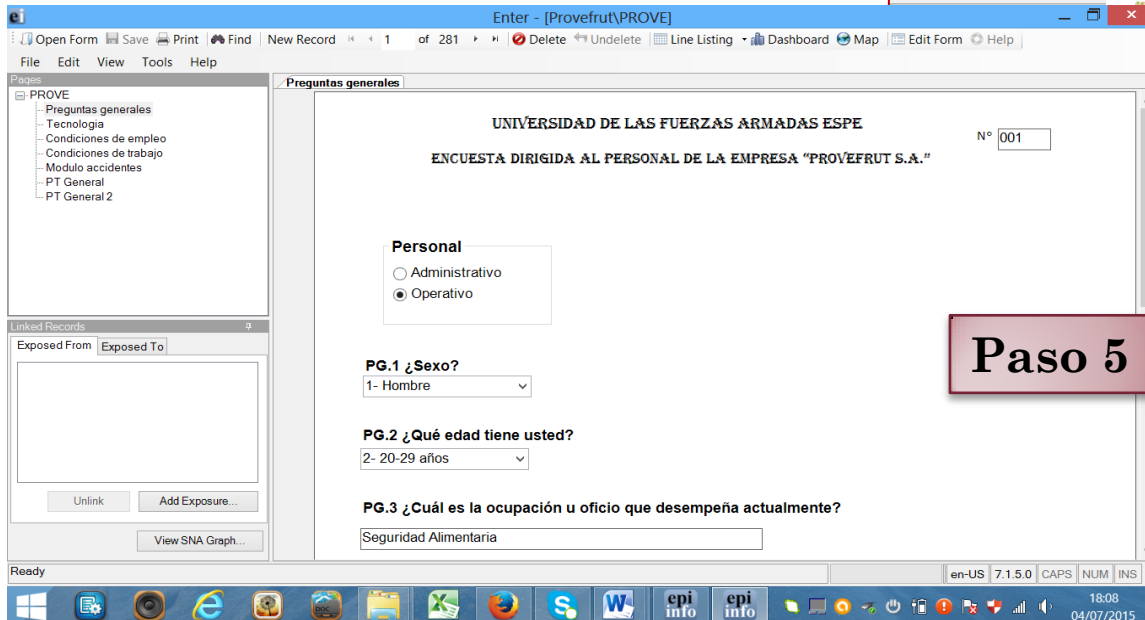 ei Enter - [Provefrut\PROVE]
Open Form Save Print Find New Record 1 of 281 Delete Undelete Line Listing Dashboard Map Edit Form Help
File Edit View Tools Help
Pages
PROVE
Preguntas generales
Tecnologia
Condiciones de empleo
Condiciones de trabajo
Modulo accidentes
PT General
PT General 2
Linked Records
Exposed From Exposed To
Unlink Add Exposure...
View SNA Graph...
Preguntas generales
UNIVERSIDAD DE LAS FUERZAS ARMADAS ESPE
N° 001
ENCUESTA DIRIGIDA AL PERSONAL DE LA EMPRESA “PROVEFRUT S.A.”
Personal
Administrativo
Operativo
PG.1 ¿Sexo?
1- Hombre
PG.2 ¿Qué edad tiene usted?
2- 20-29 años
PG.3 ¿Cuál es la ocupación u oficio que desempeña actualmente?
Seguridad Alimentaria
Paso 5
Ready en-US 7.1.5.0 CAPS NUM INS
DOC
epi info epi info
18:08
04/07/2015